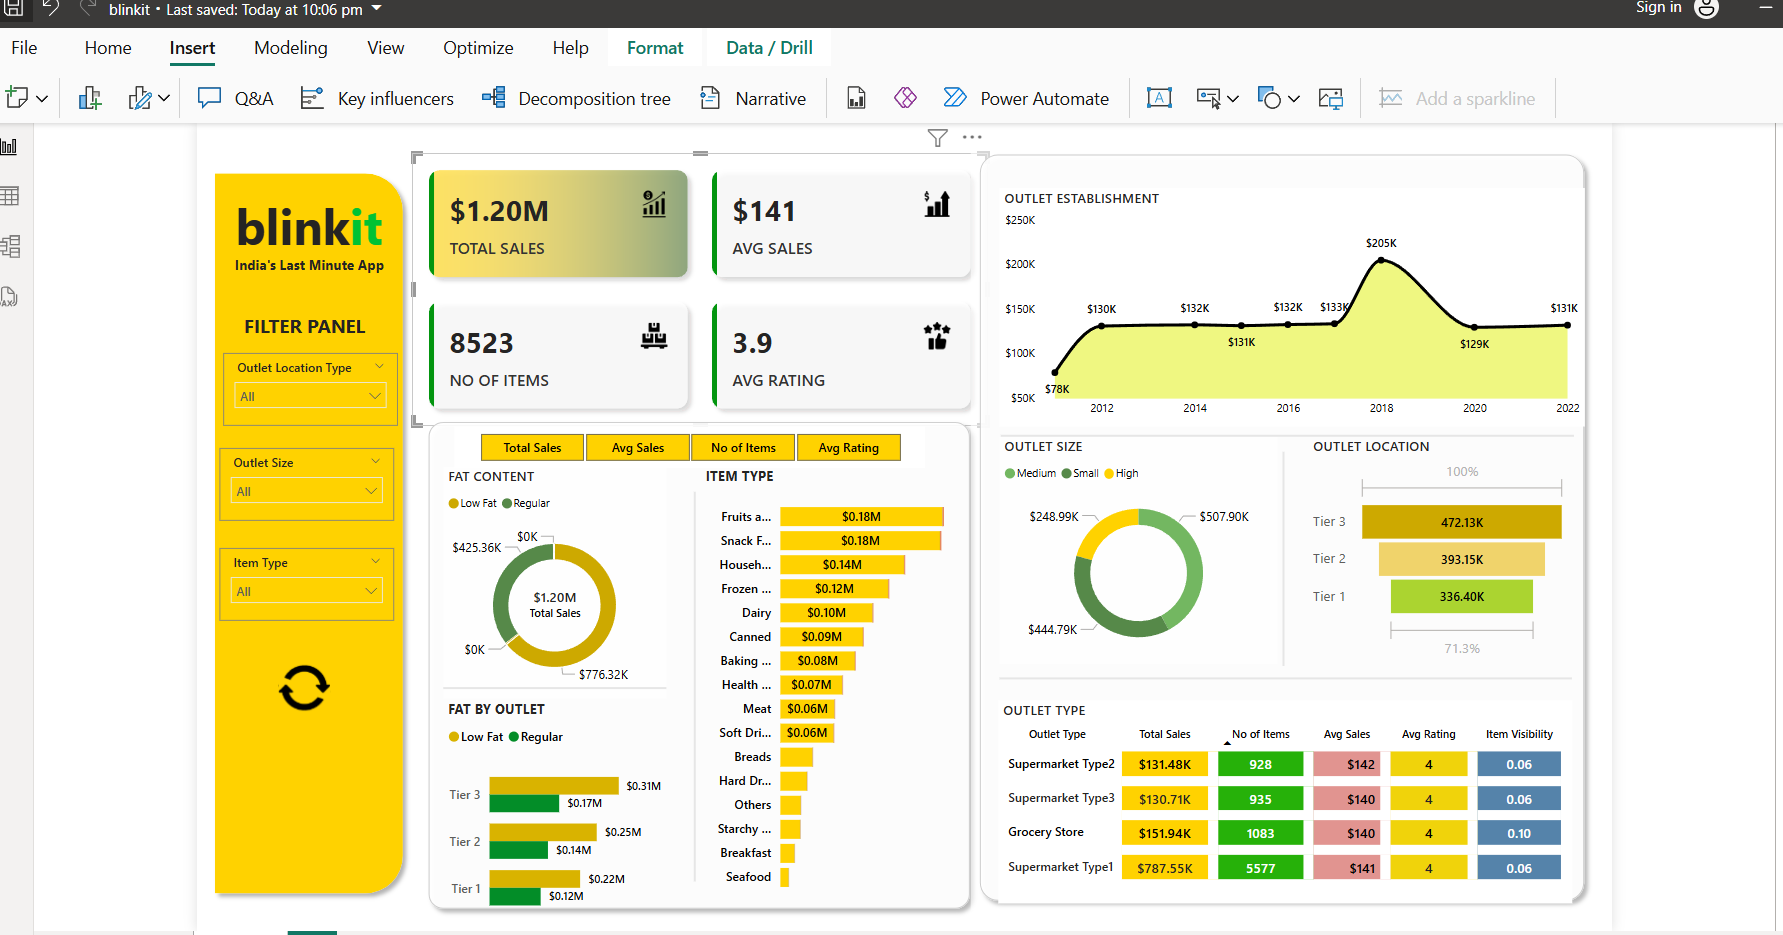 blinkit • Last saved: Today at 10:06 pm
Sign in
File Home Insert Modeling View Optimize Help Format Data / Drill
Q&A Key influencers Decomposition tree Narrative Power Automate Add a sparkline
blinkit
India's Last Minute App
FILTER PANEL
Outlet Location Type
All
Outlet Size
All
Item Type
All
$1.20M
TOTAL SALES
$141
AVG SALES
8523
NO OF ITEMS
3.9
AVG RATING
Total Sales Avg Sales No of Items Avg Rating
FAT CONTENT
Low Fat Regular
$0K
$425.36K
$1.20M
Total Sales
$0K
$776.32K
FAT BY OUTLET
Low Fat Regular
Tier 3 $0.31M
$0.17M
Tier 2 $0.25M
$0.14M
Tier 1 $0.22M
$0.12M
ITEM TYPE
Fruits a... $0.18M
Snack F... $0.18M
Househ... $0.14M
Frozen ... $0.12M
Dairy $0.10M
Canned $0.09M
Baking ... $0.08M
Health ... $0.07M
Meat $0.06M
Soft Dri... $0.06M
Breads
Hard Dr...
Others
Starchy ...
Breakfast
Seafood
OUTLET ESTABLISHMENT
$250K
$200K
$150K
$100K
$50K
$78K $130K $132K $131K $132K $133K $205K $129K $131K
2012 2014 2016 2018 2020 2022
OUTLET SIZE
Medium Small High
$248.99K $507.90K
$444.79K
OUTLET LOCATION
100%
Tier 3 472.13K
Tier 2 393.15K
Tier 1 336.40K
71.3%
OUTLET TYPE
Outlet Type Total Sales No of Items Avg Sales Avg Rating Item Visibility
Supermarket Type2 $131.48K 928 $142 4 0.06
Supermarket Type3 $130.71K 935 $140 4 0.06
Grocery Store $151.94K 1083 $140 4 0.10
Supermarket Type1 $787.55K 5577 $141 4 0.06